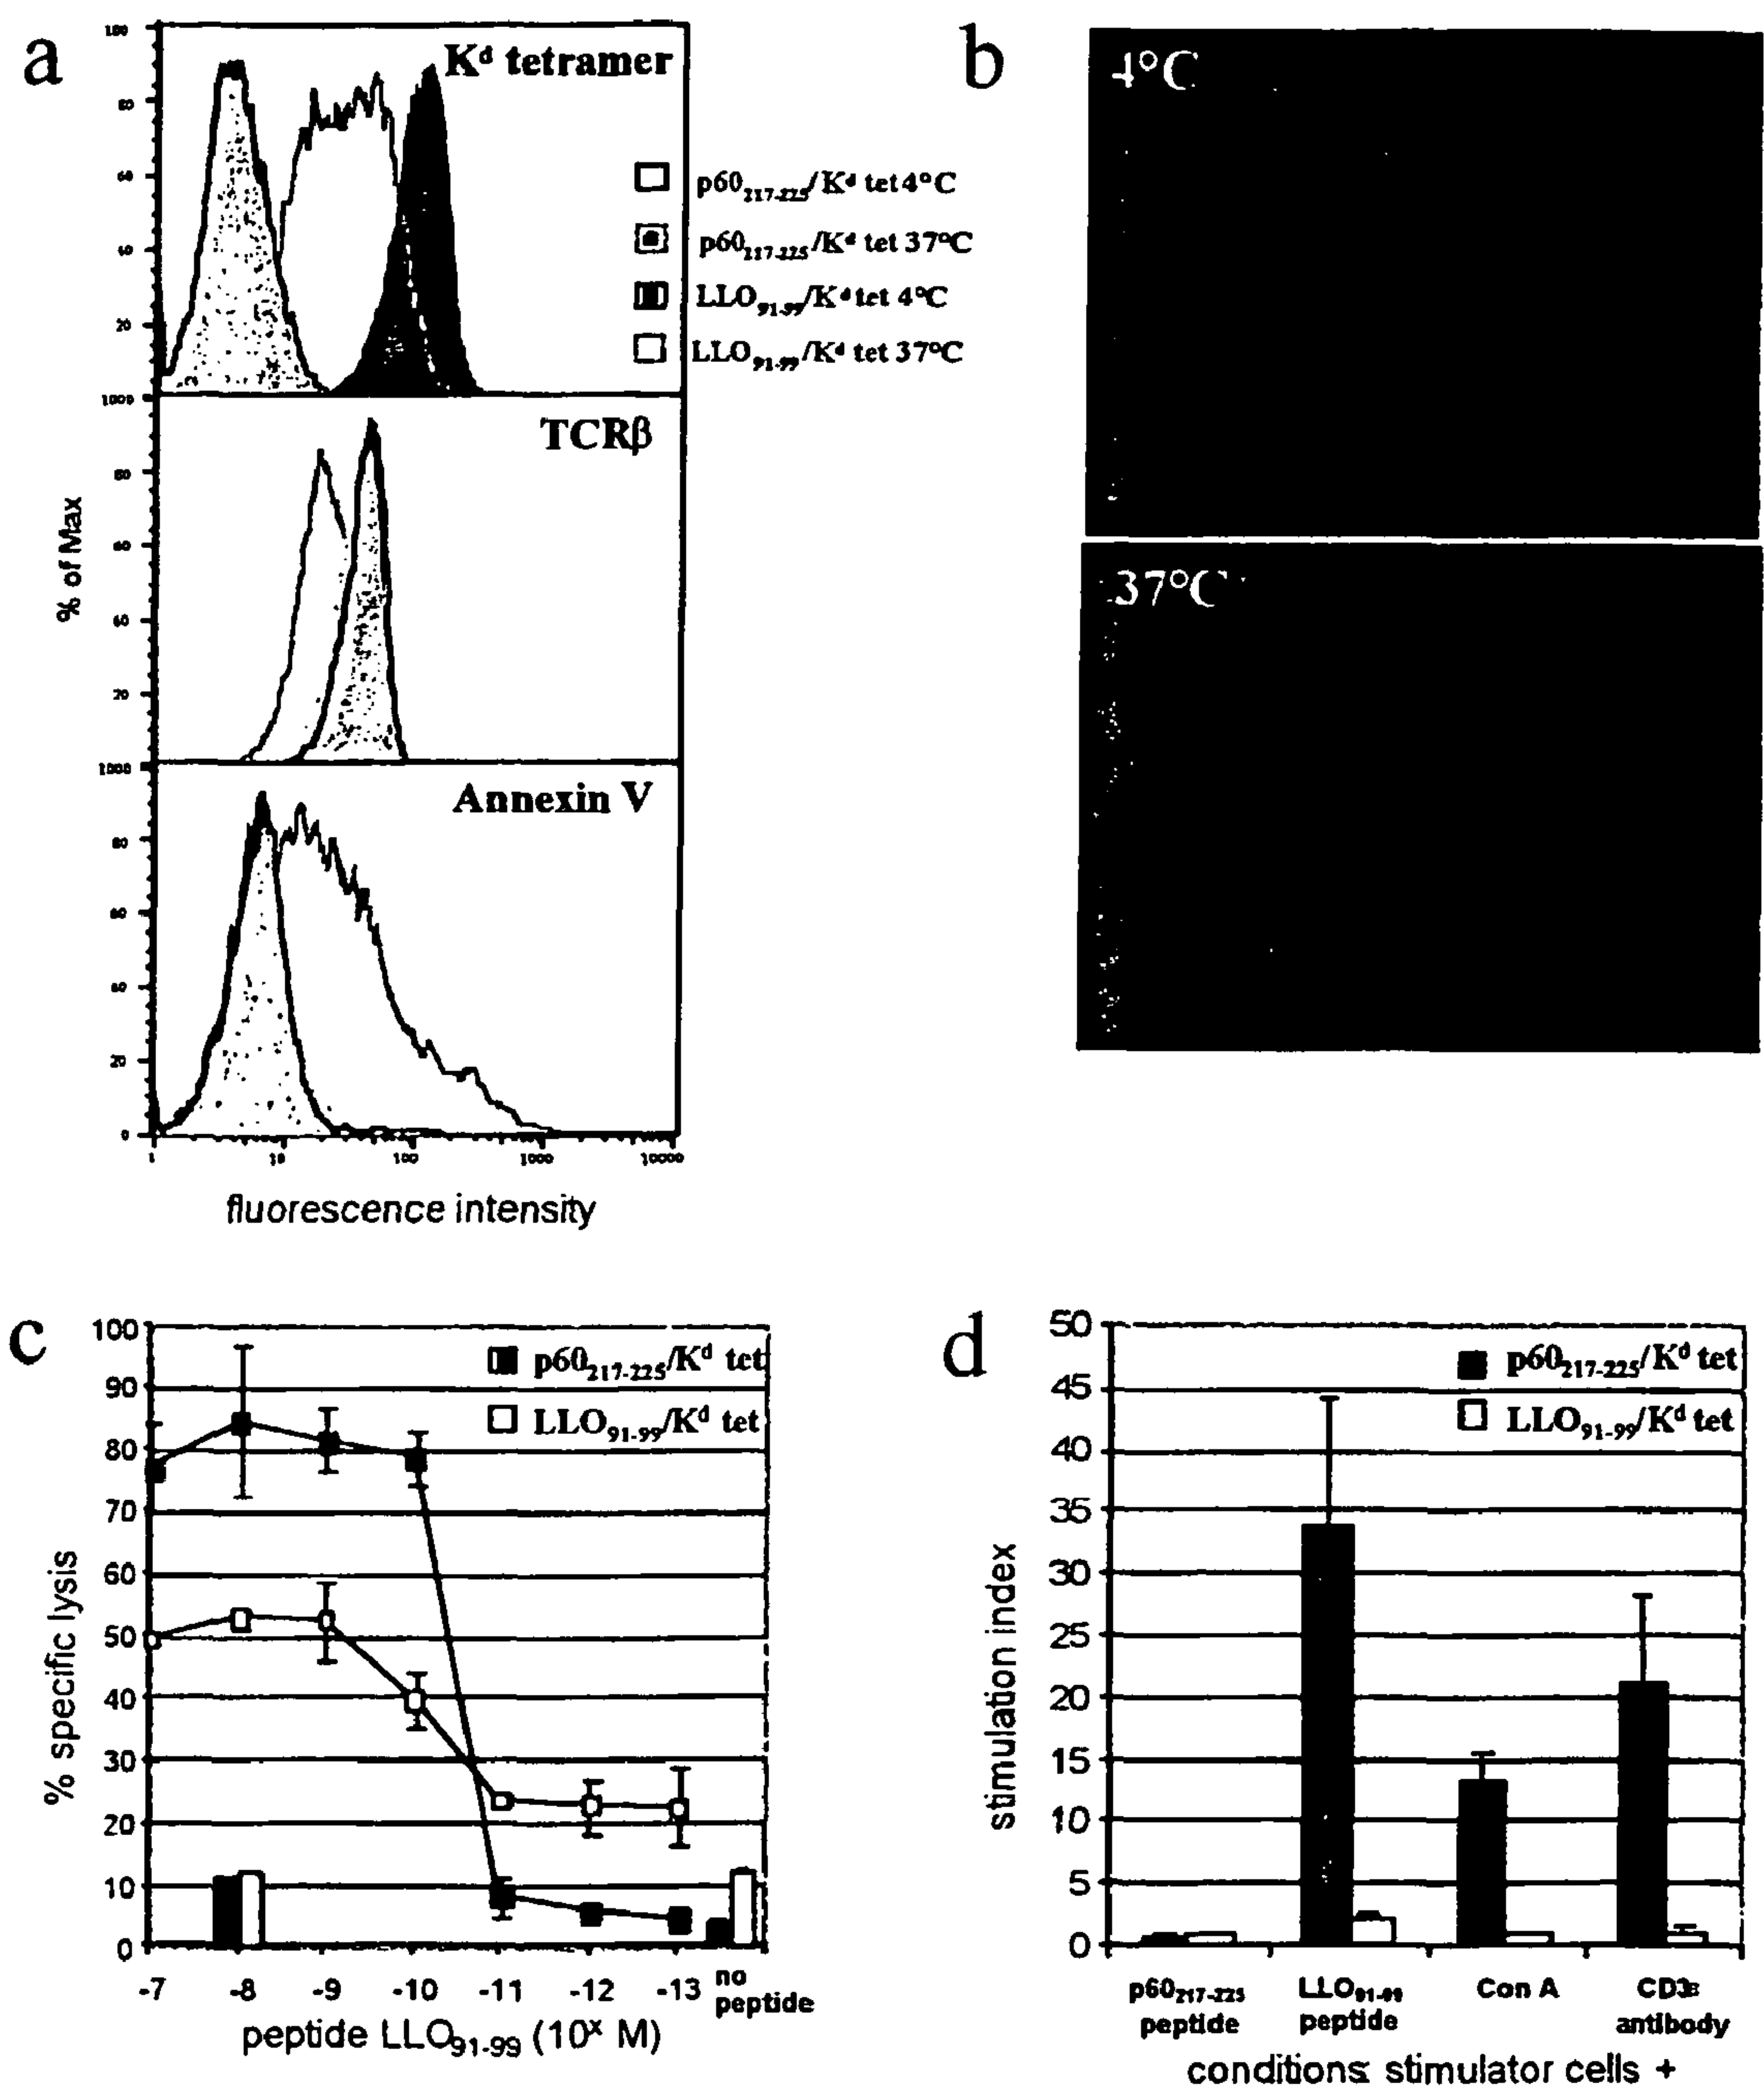 a
Kᵈ tetramer
p60₂₁₇₋₂₂₅/Kᵈ tet 4°C
p60₂₁₇₋₂₂₅/Kᵈ tet 37°C
LLO₉₁₋₉₉/Kᵈ tet 4°C
LLO₉₁₋₉₉/Kᵈ tet 37°C
TCRβ
Annexin V
% of Max
1 10 100 1000 10000
fluorescence intensity
b
4°C
37°C
c
p60₂₁₇₋₂₂₅/Kᵈ tet
LLO₉₁₋₉₉/Kᵈ tet
% specific lysis
100
90
80
70
60
50
40
30
20
10
0
-7 -8 -9 -10 -11 -12 -13 no peptide
peptide LLO₉₁₋₉₉ (10ˣ M)
d
p60₂₁₇₋₂₂₅/Kᵈ tet
LLO₉₁₋₉₉/Kᵈ tet
stimulation index
50
45
40
35
30
25
20
15
10
5
0
p60₂₁₇₋₂₂₅ peptide
LLO₉₁₋₉₉ peptide
Con A
CD3ε antibody
conditions: stimulator cells +